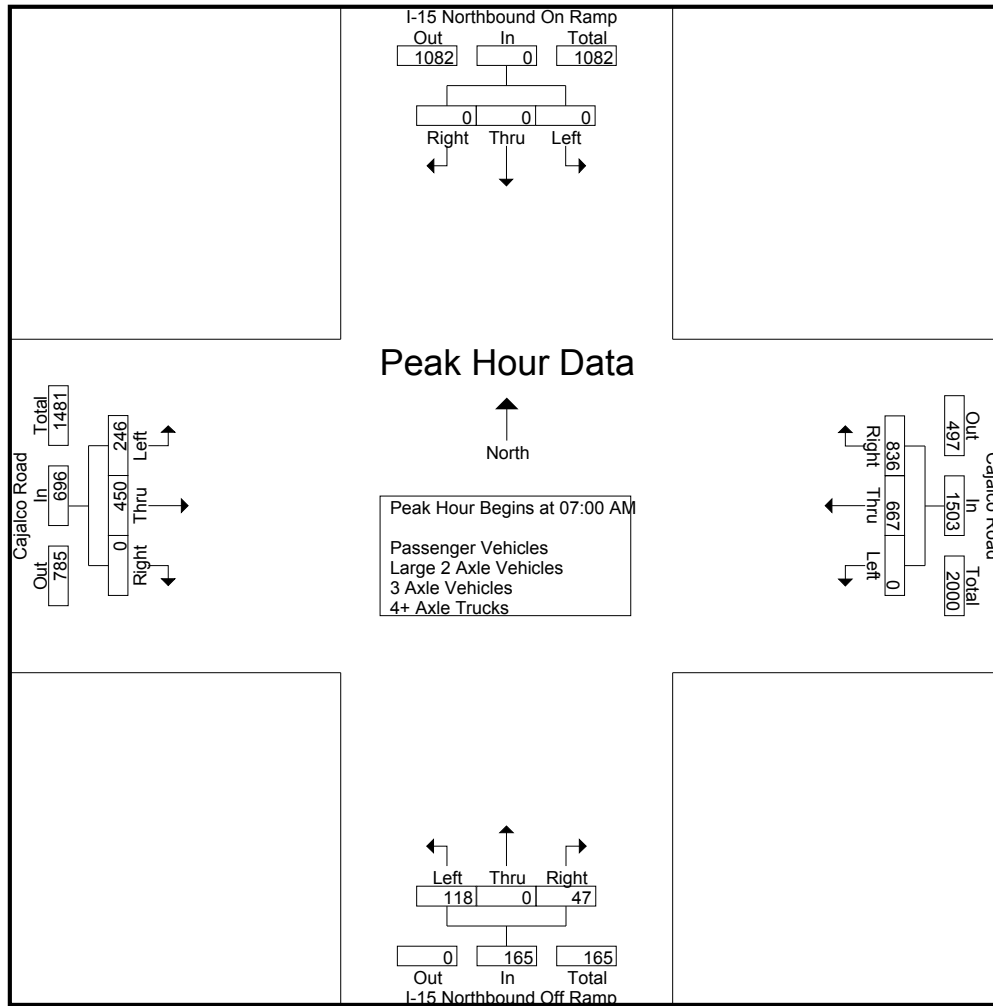 I-15 Northbound On Ramp
Out In Total
1082 0 1082
0 0 0
Right Thru Left
Peak Hour Data
North
Peak Hour Begins at 07:00 AM
Passenger Vehicles
Large 2 Axle Vehicles
3 Axle Vehicles
4+ Axle Trucks
Cajalco Road
Out In Total
785 696 1481
Left Thru Right
246 450 0
Cajalco Road
Out In Total
497 1503 2000
Right Thru Left
836 667 0
Left Thru Right
118 0 47
0 165 165
Out In Total
I-15 Northbound Off Ramp